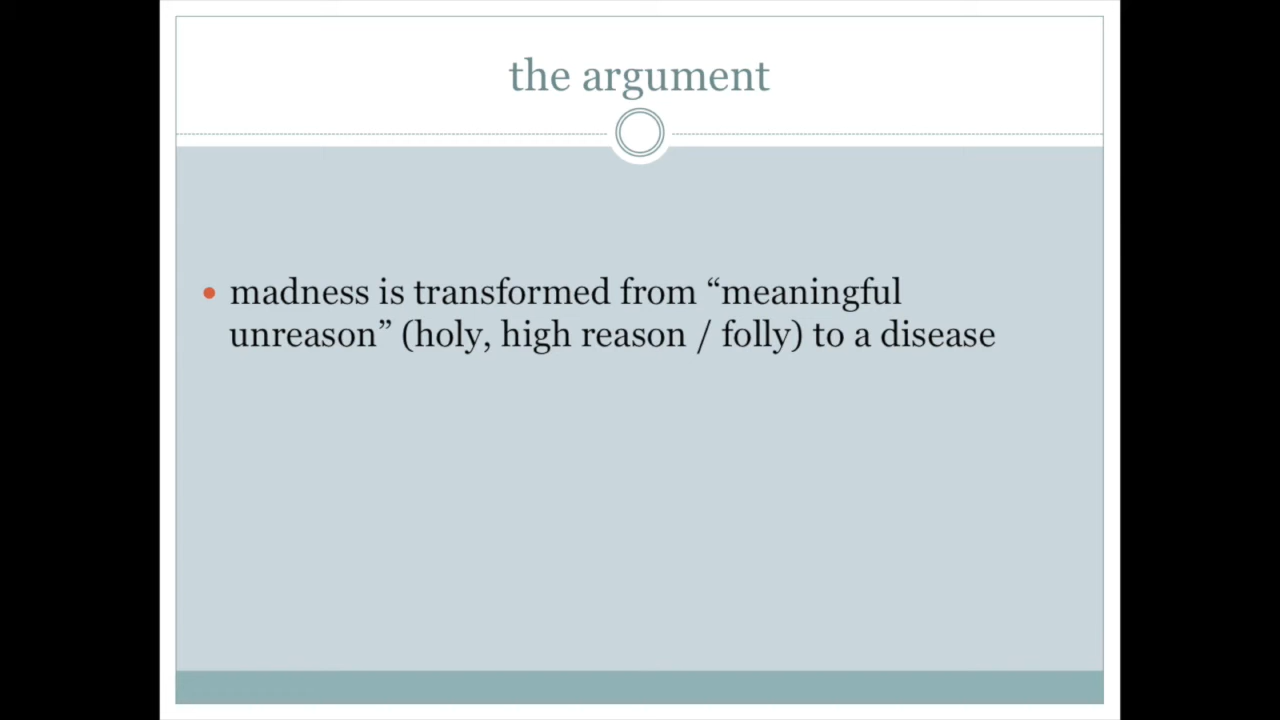 the argument
• madness is transformed from “meaningful
unreason” (holy, high reason / folly) to a disease